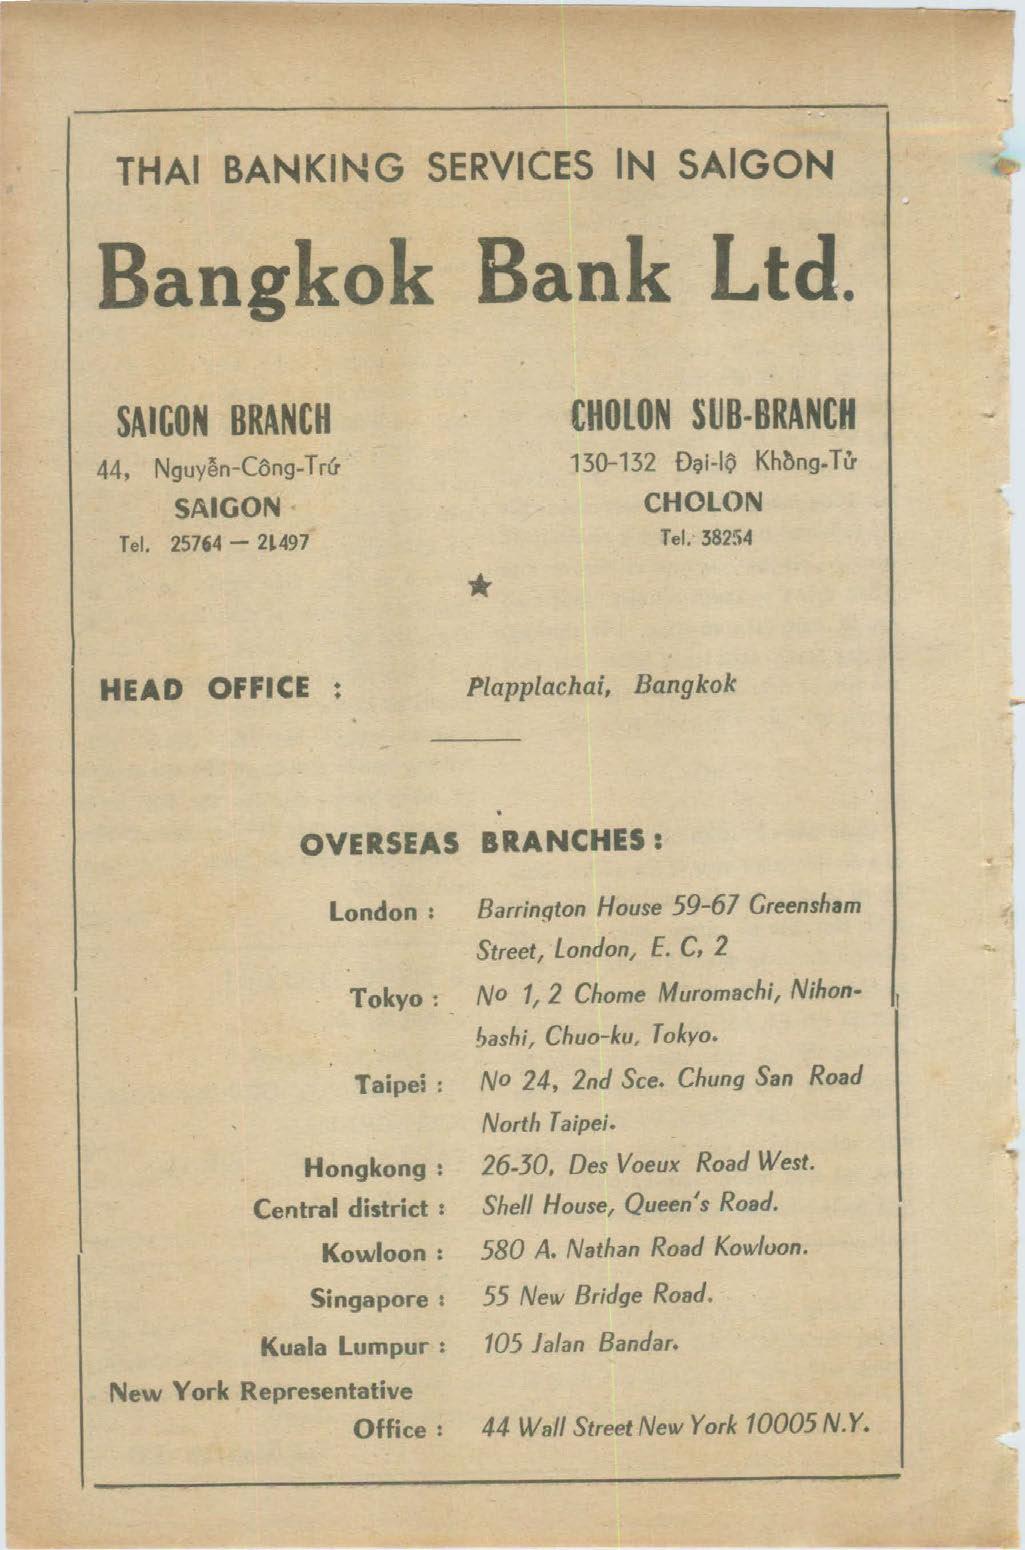 THAI BANKING SERVICES IN SAIGON
Bangkok Bank Ltd.
SAIGON BRANCH
44, Nguyễn-Công-Trứ
SAIGON
Tel. 25764 — 21497
CHOLON SUB-BRANCH
130-132 Đại-lộ Khồng-Tử
CHOLON
Tel. 38254
★
HEAD OFFICE : Plapplachai, Bangkok
OVERSEAS BRANCHES :
London : Barrington House 59-67 Greensham
Street, London, E. C, 2
Tokyo : Nº 1, 2 Chome Muromachi, Nihon-
bashi, Chuo-ku, Tokyo.
Taipei : Nº 24, 2nd Sce. Chung San Road
North Taipei.
Hongkong : 26-30, Des Voeux Road West.
Central district : Shell House, Queen's Road.
Kowloon : 580 A. Nathan Road Kowloon.
Singapore : 55 New Bridge Road.
Kuala Lumpur : 105 Jalan Bandar.
New York Representative
Office : 44 Wall Street New York 10005 N.Y.